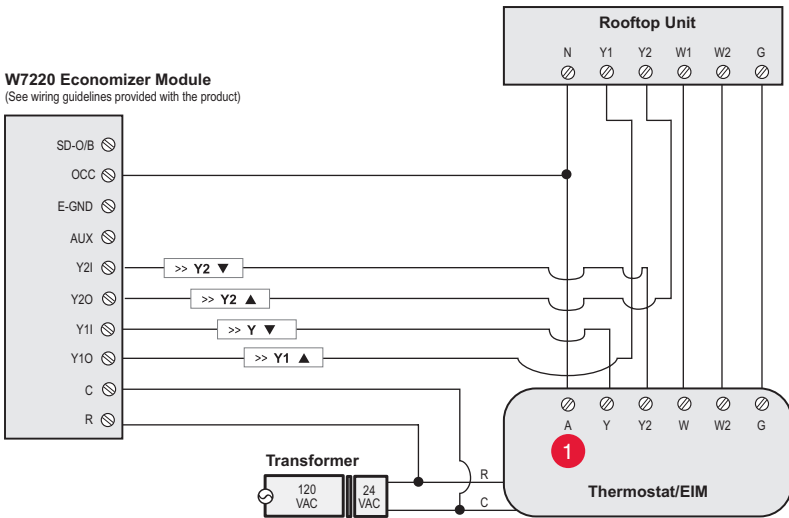 Rooftop Unit
N Y1 Y2 W1 W2 G
W7220 Economizer Module
(See wiring guidelines provided with the product)
SD-O/B
OCC
E-GND
AUX
Y2I
>> Y2 ▼
Y2O
>> Y2 ▲
Y1I
>> Y ▼
Y1O
>> Y1 ▲
C
R
A Y Y2 W W2 G
1
Thermostat/EIM
Transformer
120 VAC
24 VAC
R
C